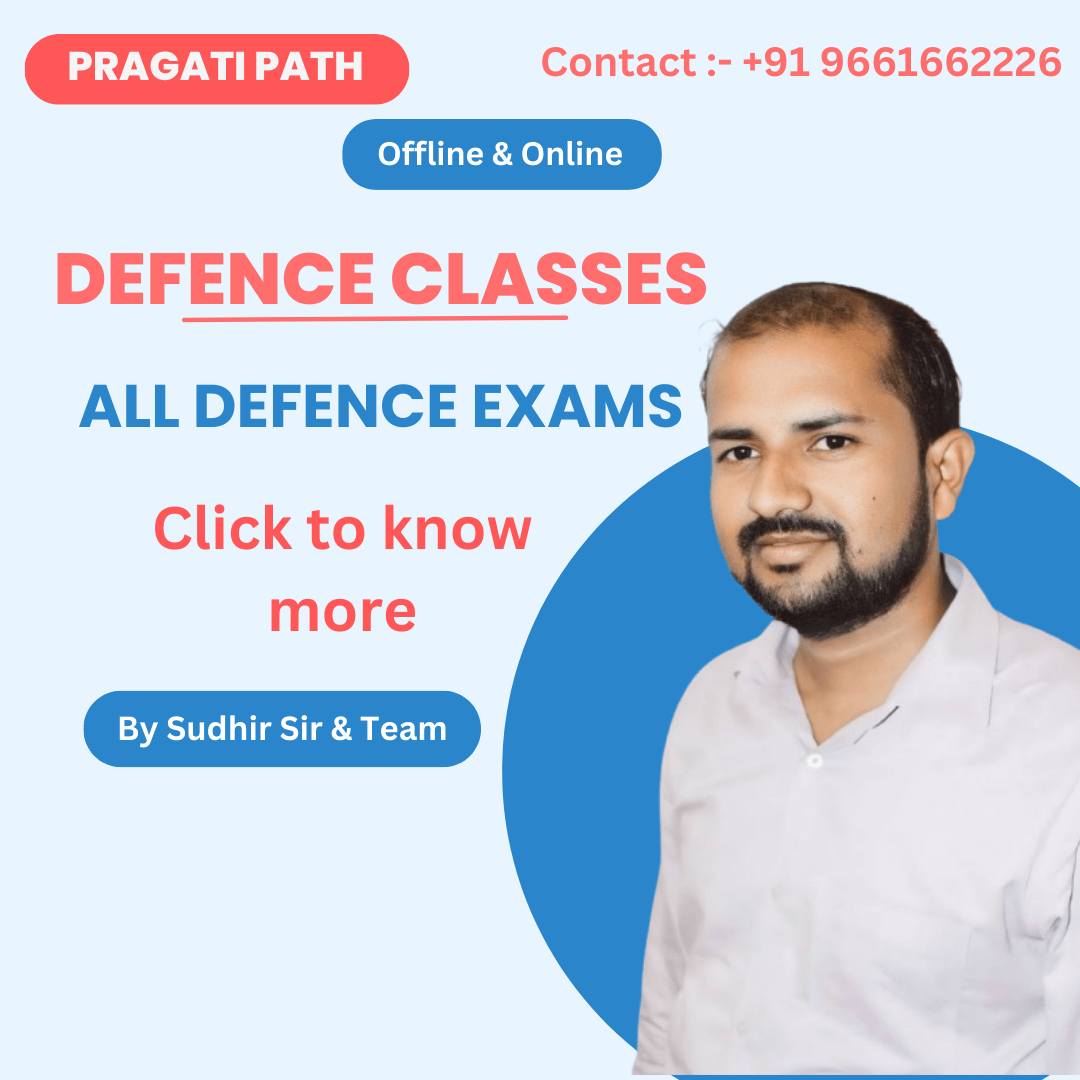 PRAGATI PATH
Contact :- +91 9661662226
Offline & Online
DEFENCE CLASSES
ALL DEFENCE EXAMS
Click to know
more
By Sudhir Sir & Team